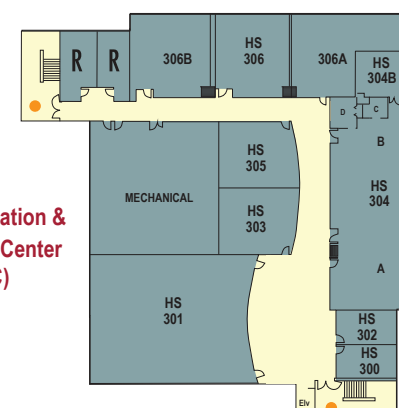 R R
306B
HS
306
306A
HS
304B
D
C
B
HS
305
MECHANICAL
HS
304
HS
303
ation &
Center
C)
A
HS
301
HS
302
HS
300
Elv